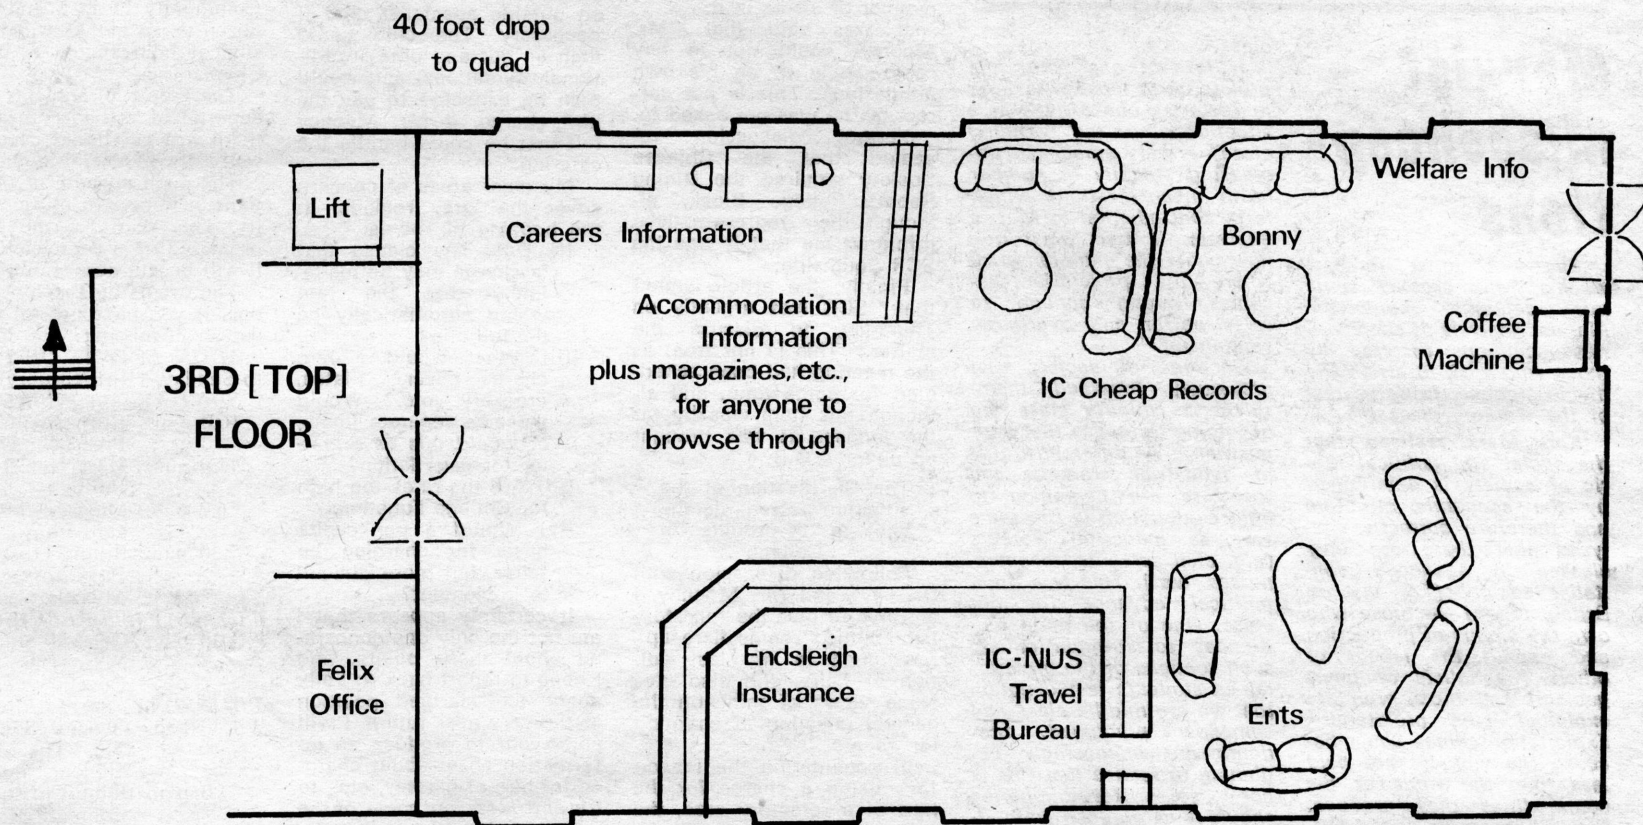 40 foot drop
to quad
Lift
Careers Information
Welfare Info
Bonny
Accommodation
Information
plus magazines, etc.,
for anyone to
browse through
Coffee
Machine
IC Cheap Records
3RD [TOP]
FLOOR
Felix
Office
Endsleigh
Insurance
IC-NUS
Travel
Bureau
Ents